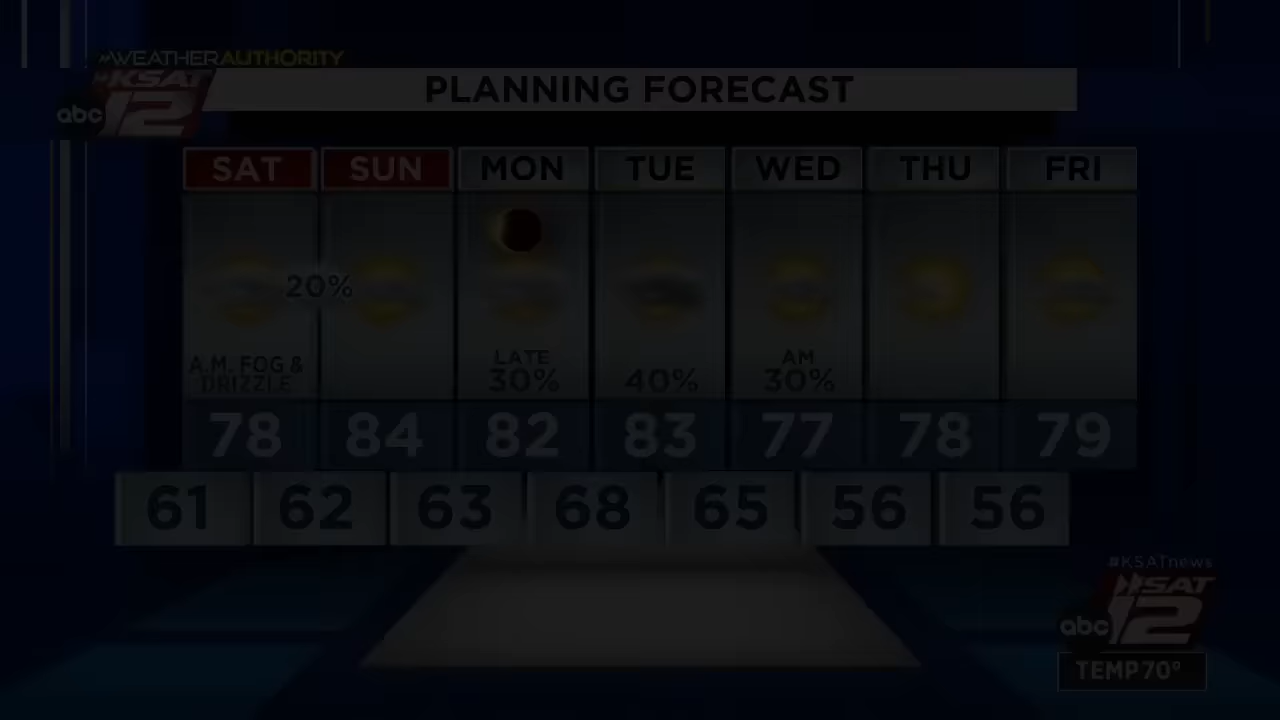 »WEATHERAUTHORITY
KSAT
abc 12
PLANNING FORECAST
SAT SUN MON TUE WED THU FRI
20%
A.M. FOG & DRIZZLE
LATE 30%
40%
AM 30%
78 84 82 83 77 78 79
61 62 63 68 65 56 56
#KSATnews
KSAT
abc 12
TEMP 70°